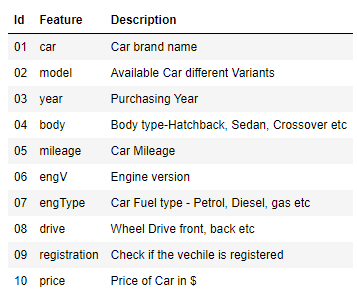 Id Feature Description
01 car Car brand name
02 model Available Car different Variants
03 year Purchasing Year
04 body Body type-Hatchback, Sedan, Crossover etc
05 mileage Car Mileage
06 engV Engine version
07 engType Car Fuel type - Petrol, Diesel, gas etc
08 drive Wheel Drive front, back etc
09 registration Check if the vechile is registered
10 price Price of Car in $